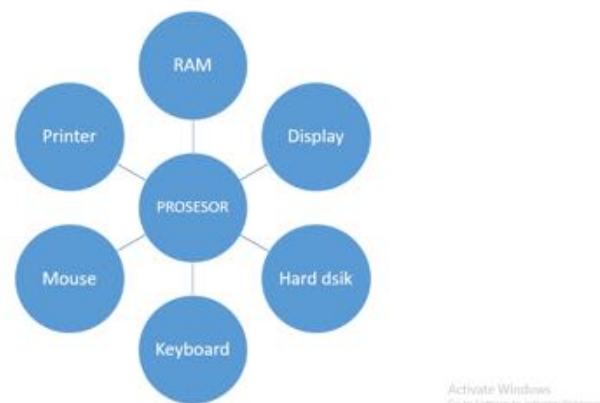 RAM
Printer
Display
PROSESOR
Mouse
Hard dsik
Keyboard
Activate Windows